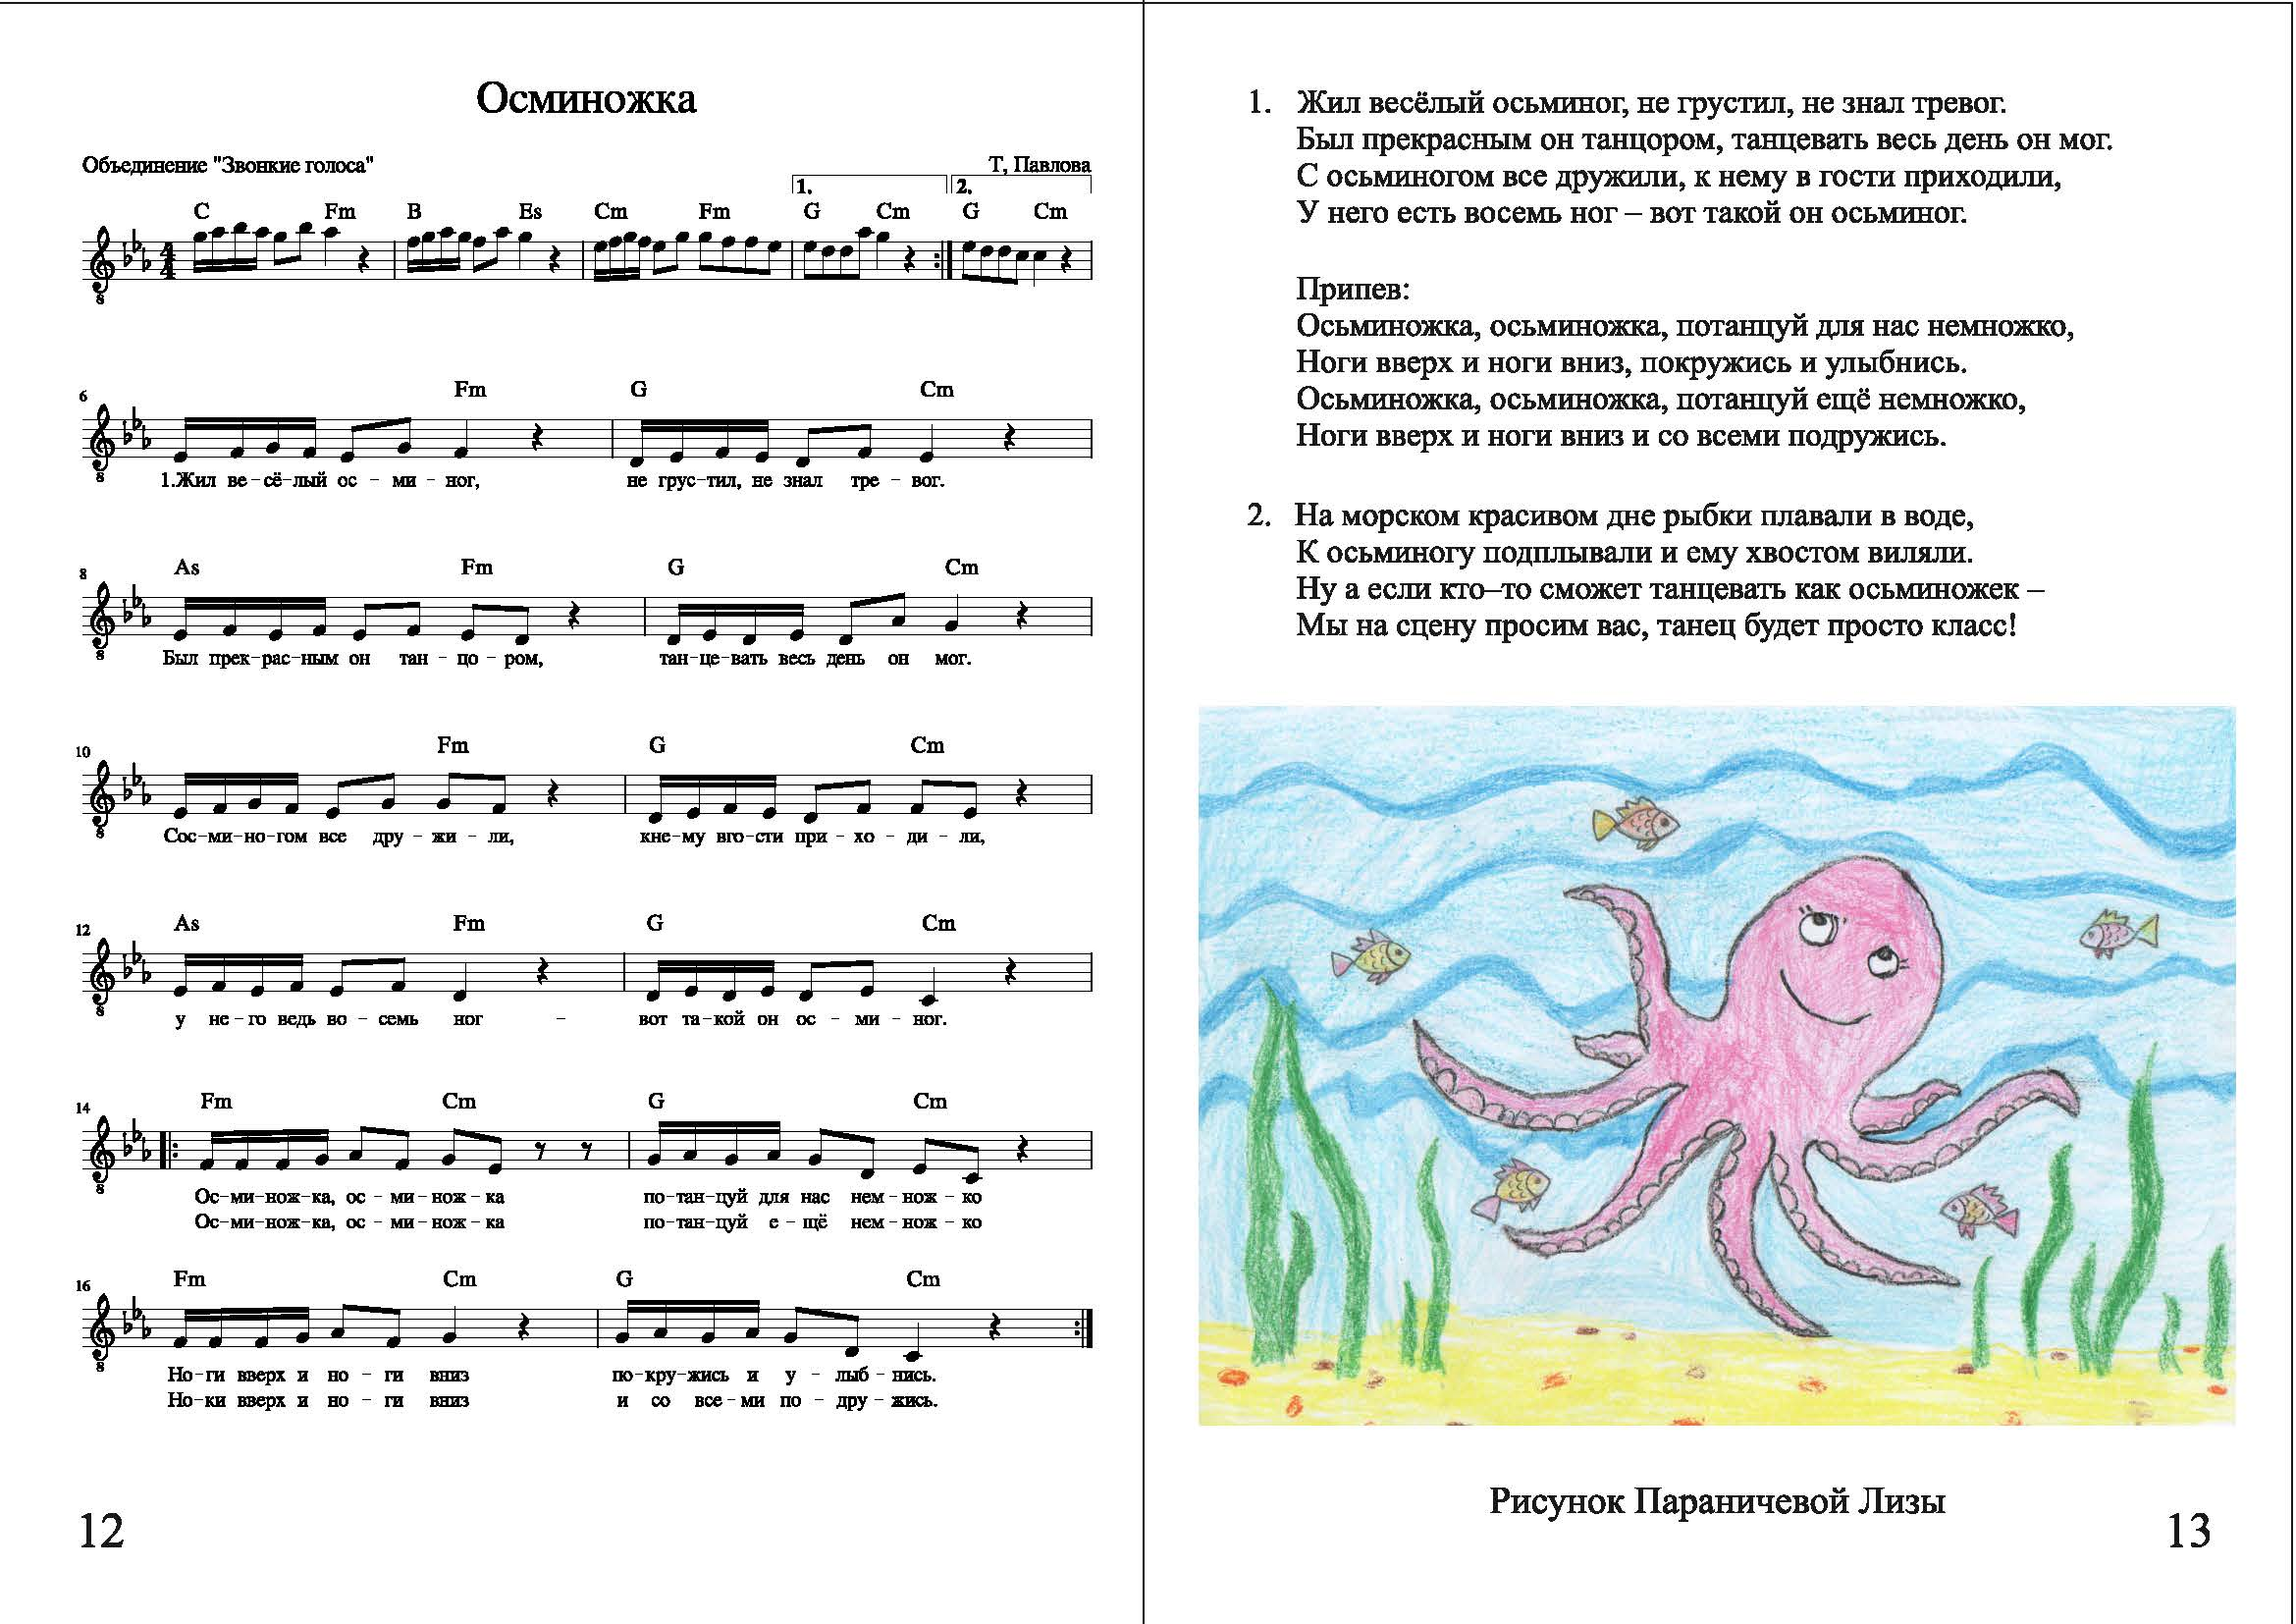 Осминожка
Объединение "Звонкие голоса"
Т, Павлова
1. 2.
C Fm B Es Cm Fm G Cm G Cm
6
Fm G Cm
1.Жил ве-сё-лый ос - ми - ног, не грус-тил, не знал тре - вог.
8
As Fm G Cm
Был прек-рас-ным он тан - цо - ром, тан-це-вать весь день он мог.
10
Fm G Cm
Сос-ми-но-гом все дру - жи - ли, кне-му вго-сти при - хо - ди - ли,
12
As Fm G Cm
у не-го ведь во - семь ног - вот та-кой он ос - ми - ног.
14
Fm Cm G Cm
Ос-ми-нож-ка, ос - ми - нож - ка по-тан-цуй для нас нем - нож - ко
Ос-ми-нож-ка, ос - ми - нож - ка по-тан-цуй е - щё нем - нож - ко
16
Fm Cm G Cm
Но-ги вверх и но - ги вниз по-кру-жись и у - лыб - нись.
Но-ки вверх и но - ги вниз и со все - ми по - дру - жись.
12
1. Жил весёлый осьминог, не грустил, не знал тревог.
Был прекрасным он танцором, танцевать весь день он мог.
С осьминогом все дружили, к нему в гости приходили,
У него есть восемь ног – вот такой он осьминог.
Припев:
Осьминожка, осьминожка, потанцуй для нас немножко,
Ноги вверх и ноги вниз, покружись и улыбнись.
Осьминожка, осьминожка, потанцуй ещё немножко,
Ноги вверх и ноги вниз и со всеми подружись.
2. На морском красивом дне рыбки плавали в воде,
К осьминогу подплывали и ему хвостом виляли.
Ну а если кто–то сможет танцевать как осьминожек –
Мы на сцену просим вас, танец будет просто класс!
Рисунок Параничевой Лизы
13